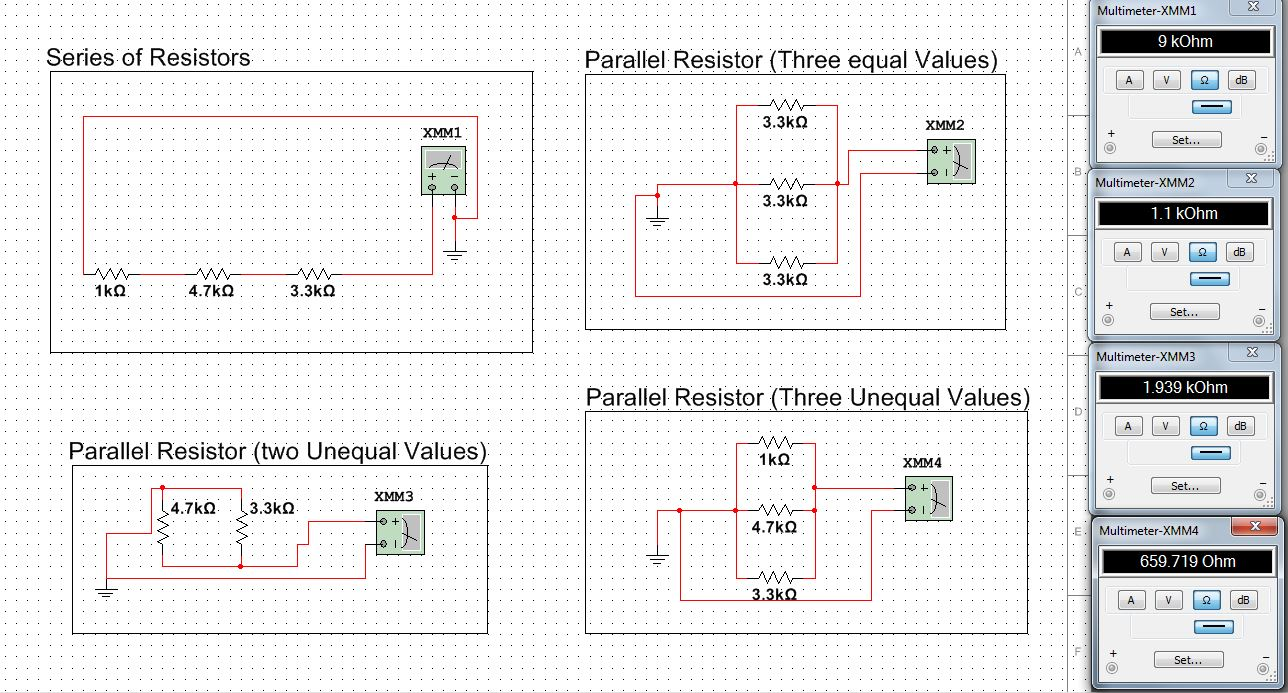 Series of Resistors
XMM1
1kΩ
4.7kΩ
3.3kΩ
Parallel Resistor (Three equal Values)
3.3kΩ
XMM2
3.3kΩ
3.3kΩ
Parallel Resistor (two Unequal Values)
4.7kΩ
3.3kΩ
XMM3
Parallel Resistor (Three Unequal Values)
1kΩ
XMM4
4.7kΩ
3.3kΩ
A
B
C
D
E
F
Multimeter-XMM1
9 kOhm
A V Ω dB
+ Set... −
Multimeter-XMM2
1.1 kOhm
A V Ω dB
+ Set... −
Multimeter-XMM3
1.939 kOhm
A V Ω dB
+ Set... −
Multimeter-XMM4
659.719 Ohm
A V Ω dB
+ Set... −